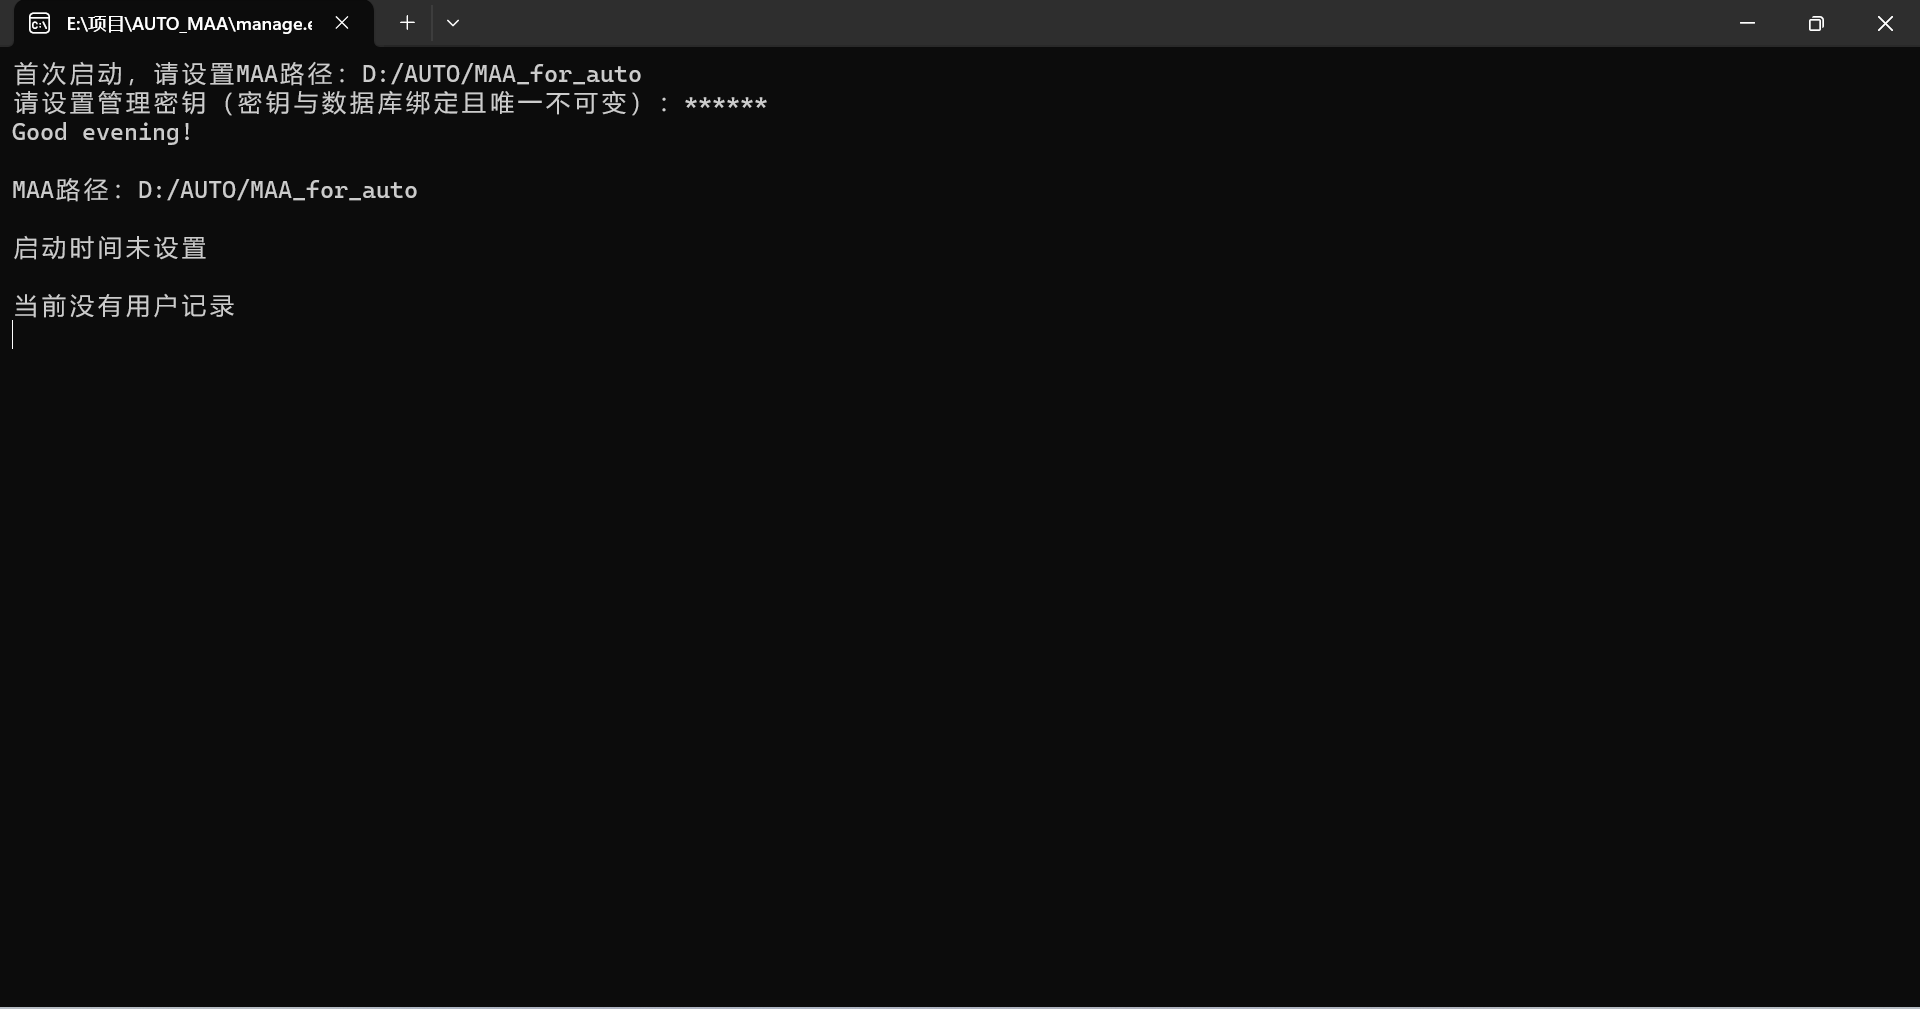 E:\项目\AUTO_MAA\manage.e
首次启动，请设置MAA路径：D:/AUTO/MAA_for_auto
请设置管理密钥（密钥与数据库绑定且唯一不可变）：******
Good evening!
MAA路径：D:/AUTO/MAA_for_auto
启动时间未设置
当前没有用户记录